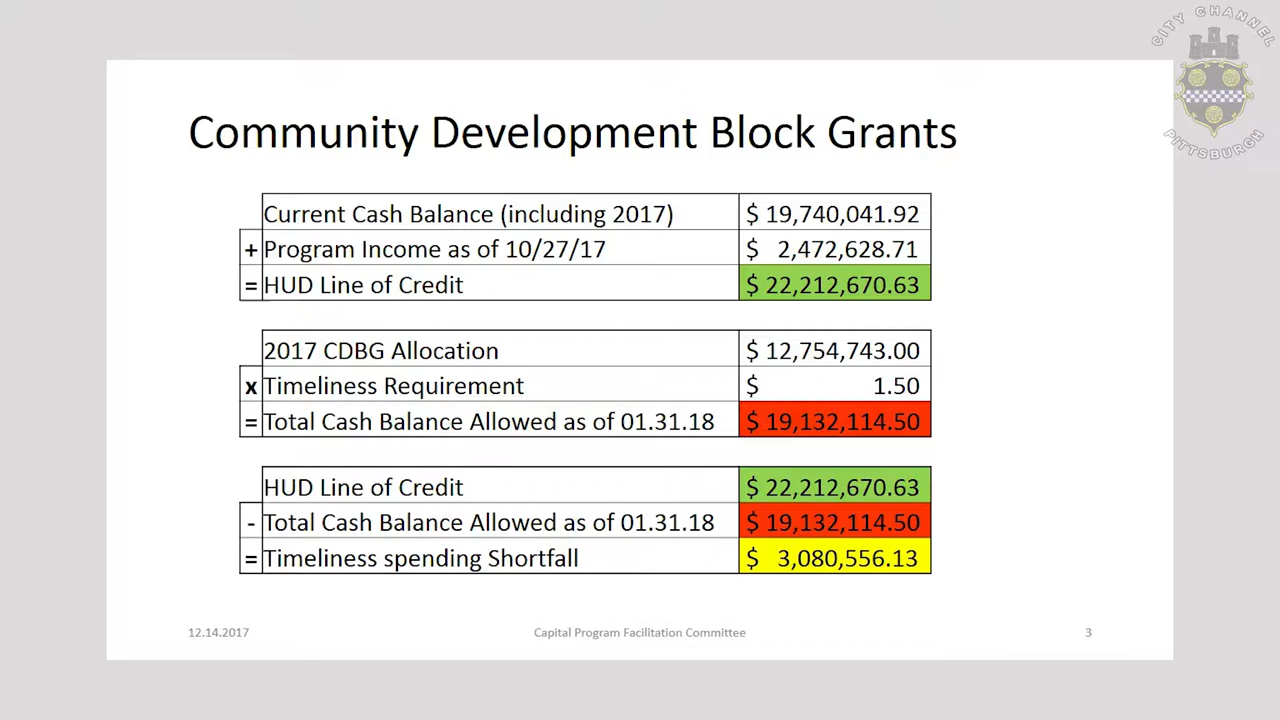 CITY CHANNEL
PITTSBURGH
Community Development Block Grants
Current Cash Balance (including 2017) $ 19,740,041.92
+ Program Income as of 10/27/17 $ 2,472,628.71
= HUD Line of Credit $ 22,212,670.63
2017 CDBG Allocation $ 12,754,743.00
x Timeliness Requirement $ 1.50
= Total Cash Balance Allowed as of 01.31.18 $ 19,132,114.50
HUD Line of Credit $ 22,212,670.63
- Total Cash Balance Allowed as of 01.31.18 $ 19,132,114.50
= Timeliness spending Shortfall $ 3,080,556.13
12.14.2017 Capital Program Facilitation Committee 3